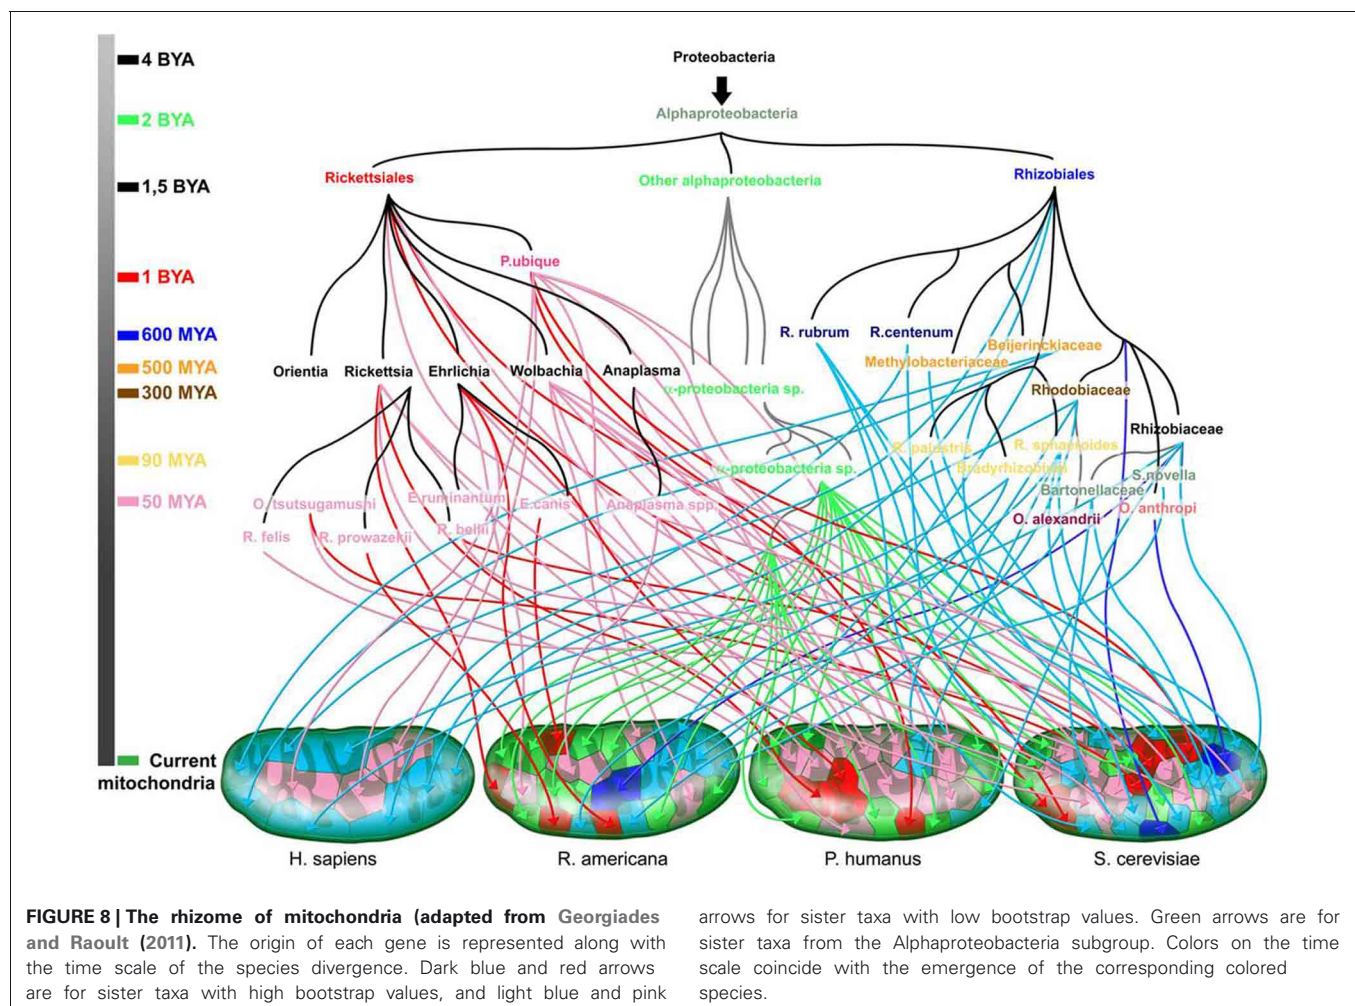 4 BYA
Proteobacteria
2 BYA
Alphaproteobacteria
1,5 BYA
Rickettsiales
Other alphaproteobacteria
Rhizobiales
P.ubique
1 BYA
600 MYA
R. rubrum
R.centenum
Beijerinckiaceae
Methylobacteriaceae
500 MYA
Orientia
Rickettsia
Ehrlichia
Wolbachia
Anaplasma
300 MYA
α-proteobacteria sp.
Rhodobiaceae
Rhizobiaceae
90 MYA
R. palustris
R. sphaeroides
α-proteobacteria sp.
Bradyrhizobium
S.novella
Bartonellaceae
50 MYA
O. tsutsugamushi
E.ruminantum
E.canis
Anaplasma spp.
O. anthropi
O. alexandrii
R. felis
R. prowazekii
R. bellii
Current
mitochondria
H. sapiens
R. americana
P. humanus
S. cerevisiae
FIGURE 8 | The rhizome of mitochondria (adapted from Georgiades
and Raoult (2011). The origin of each gene is represented along with
the time scale of the species divergence. Dark blue and red arrows
are for sister taxa with high bootstrap values, and light blue and pink
arrows for sister taxa with low bootstrap values. Green arrows are for
sister taxa from the Alphaproteobacteria subgroup. Colors on the time
scale coincide with the emergence of the corresponding colored
species.